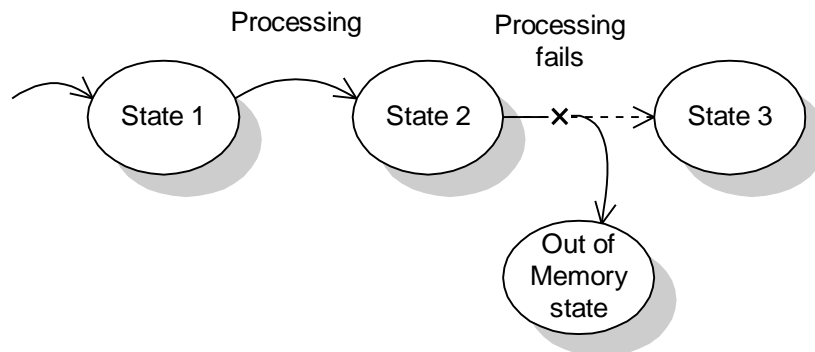 Processing
Processing
fails
State 1
State 2
State 3
Out of
Memory
state